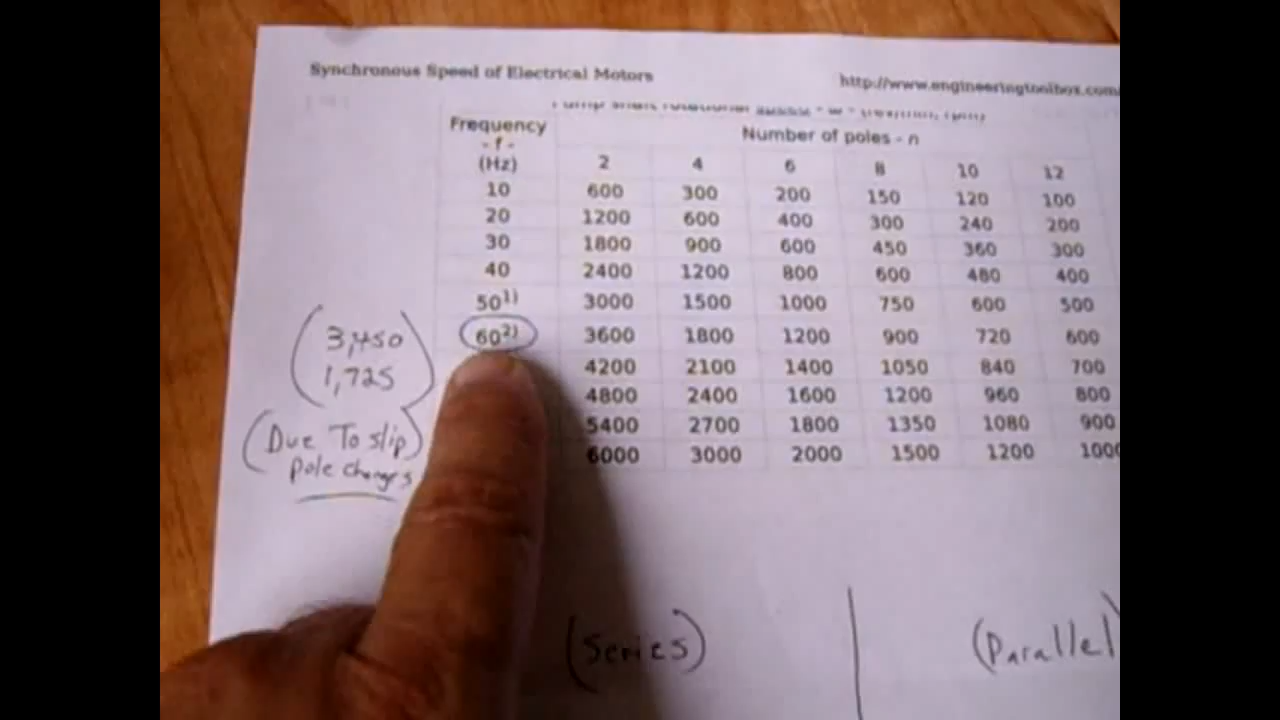 Synchronous Speed of Electrical Motors http://www.engineeringtoolbox.com/
Frequency
- f -
(Hz)
Number of poles - n
2 4 6 8 10 12
10 600 300 200 150 120 100
20 1200 600 400 300 240 200
30 1800 900 600 450 360 300
40 2400 1200 800 600 480 400
50 1) 3000 1500 1000 750 600 500
60 2) 3600 1800 1200 900 720 600
4200 2100 1400 1050 840 700
4800 2400 1600 1200 960 800
5400 2700 1800 1350 1080 900
6000 3000 2000 1500 1200 1000
(3,450
1,725)
(Due To slip)
pole changes
(Series) (Parallel)